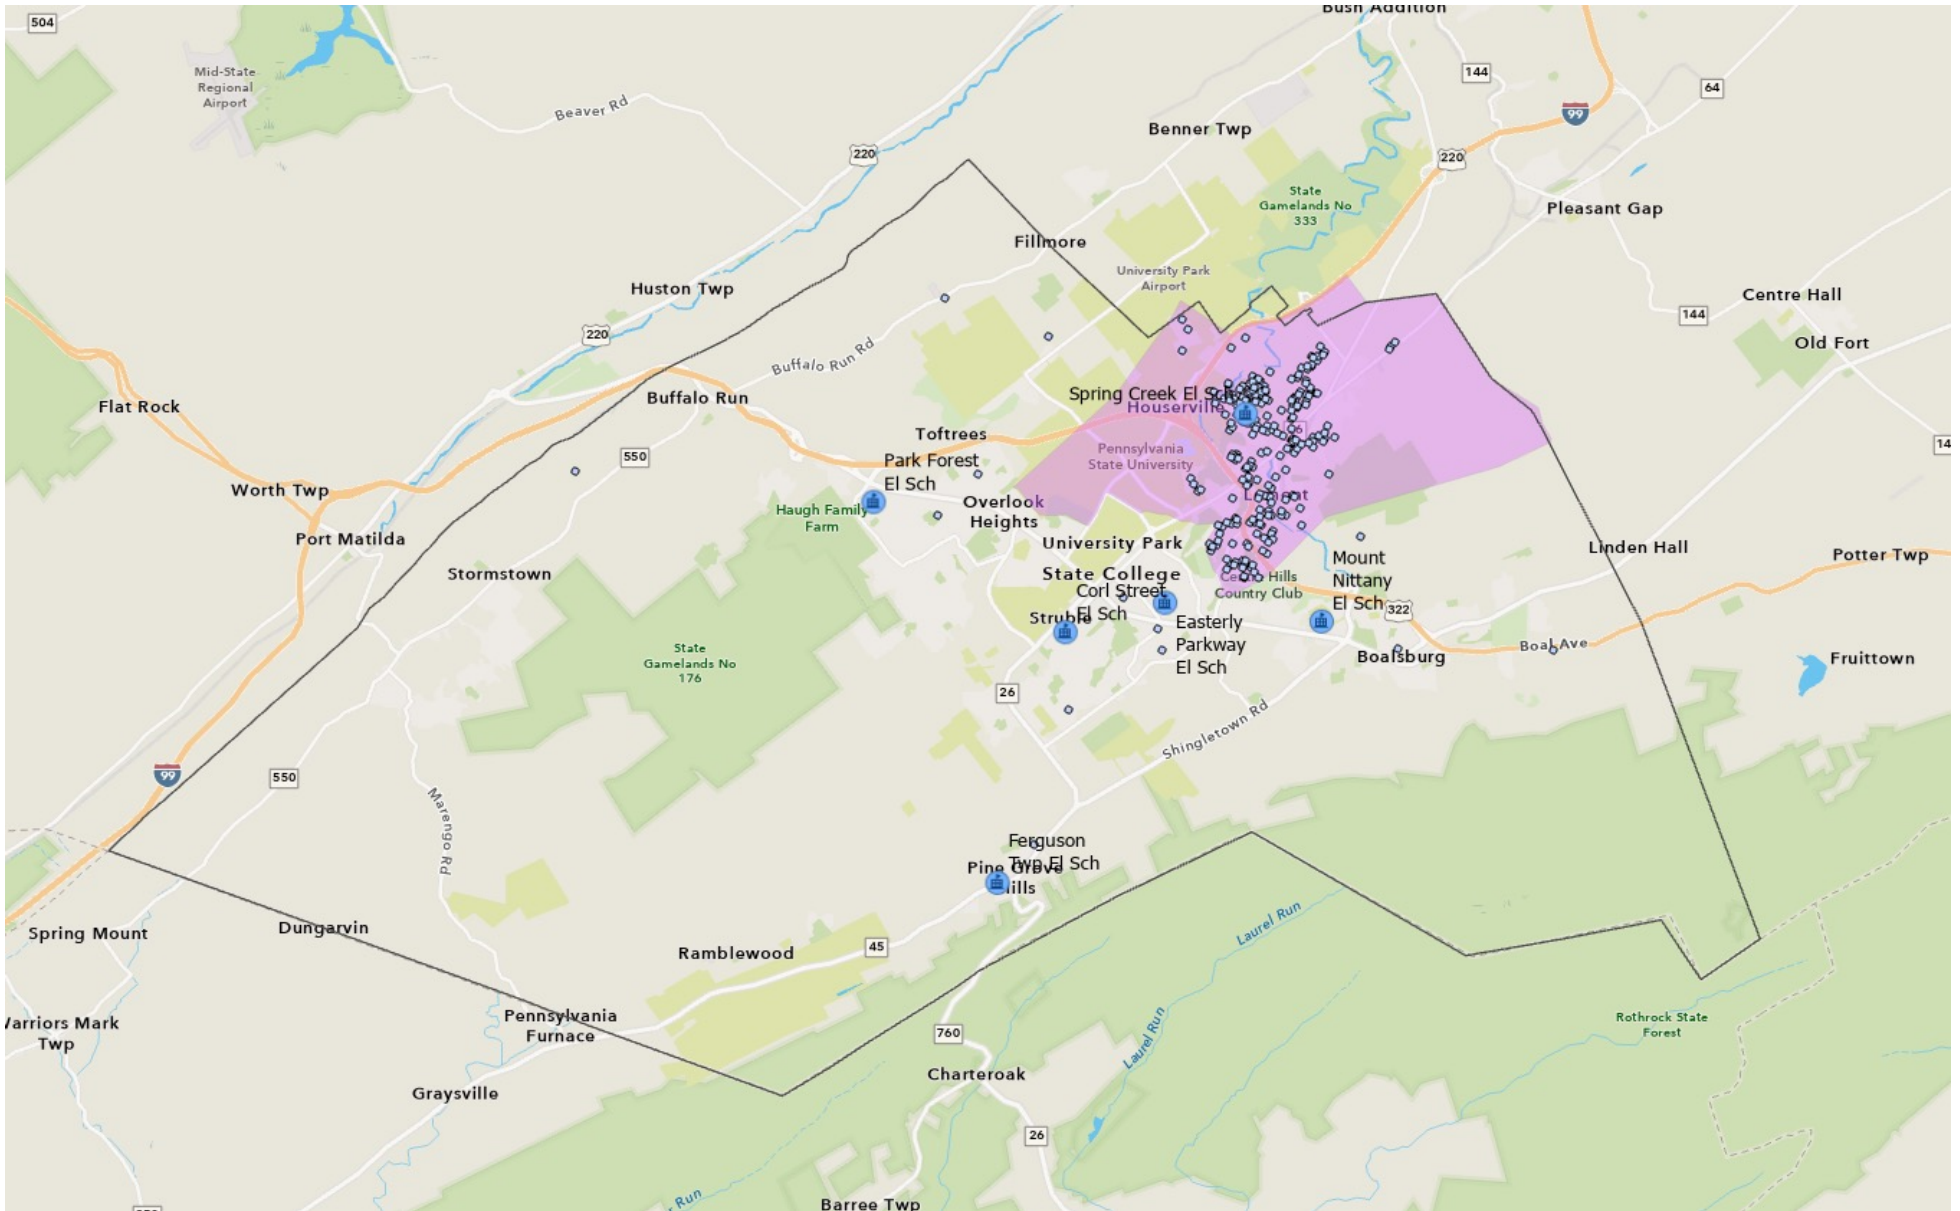 Bush Addition
504
Mid-State
Regional
Airport
144
64
Beaver Rd
99
Benner Twp
220
220
State
Gamelands No
333
Pleasant Gap
Fillmore
University Park
Airport
Huston Twp
Centre Hall
144
220
Old Fort
Buffalo Run Rd
Spring Creek El Sch
Buffalo Run
Flat Rock
Houserville
Toftrees
550
Pennsylvania
State University
Park Forest
El Sch
Worth Twp
Overlook
Heights
Haugh Family
Farm
Port Matilda
University Park
Linden Hall
Potter Twp
Mount
Nittany
El Sch
Stormstown
State College
Hills
Country Club
Corl Street
El Sch
322
Struble
Easterly
Parkway
El Sch
Boal Ave
Boalsburg
Fruittown
State
Gamelands No
176
26
Shingletown Rd
99
550
Marengo Rd
Ferguson
Twp El Sch
Pine Grove
Mills
Laurel Run
Spring Mount
Dungarvin
45
Ramblewood
Pennsylvania
Furnace
Warriors Mark
Twp
760
Laurel Run
Rothrock State
Forest
Charteroak
Graysville
26
Run
Barree Twp